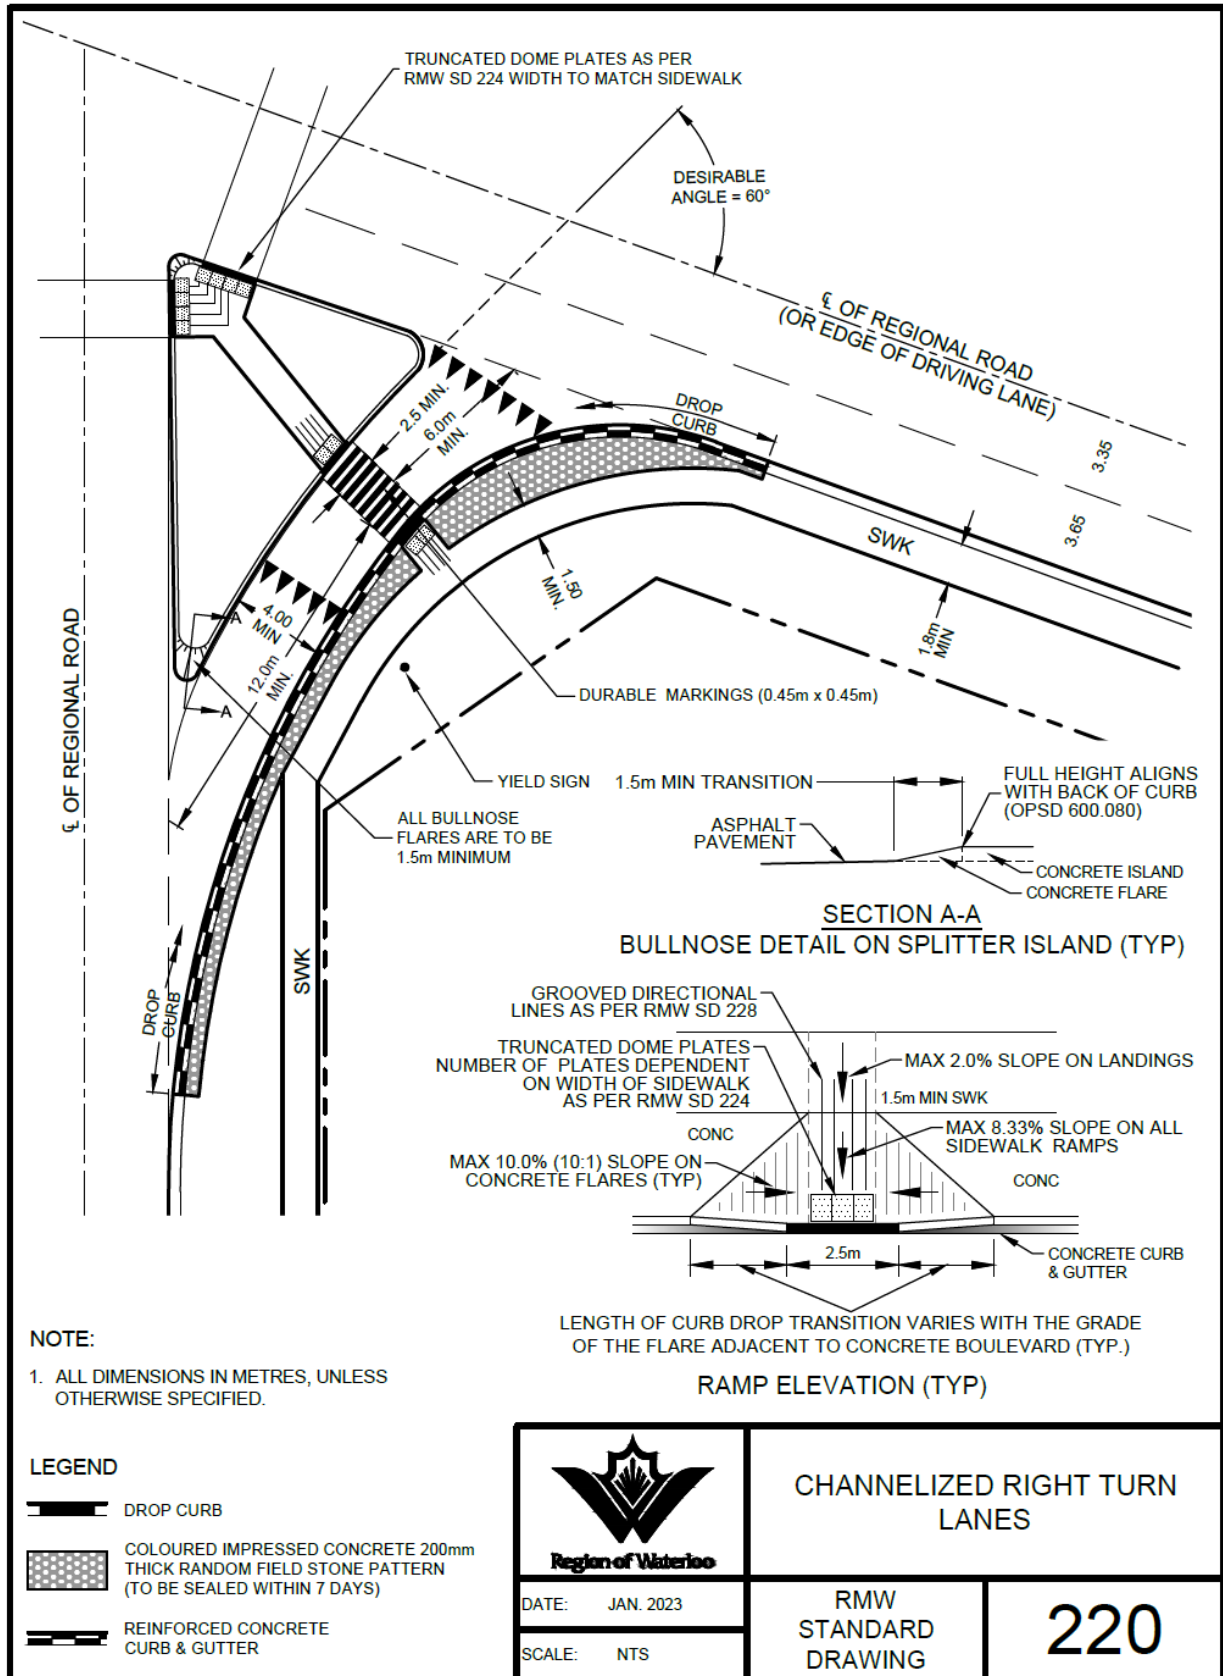 TRUNCATED DOME PLATES AS PER
RMW SD 224 WIDTH TO MATCH SIDEWALK
DESIRABLE
ANGLE = 60°
℄ OF REGIONAL ROAD
(OR EDGE OF DRIVING LANE)
DROP
CURB
2.5 MIN.
6.0m
MIN.
3.35
3.65
SWK
1.50
MIN.
1.8m
MIN
4.00
MIN
12.0m
MIN.
A
A
℄ OF REGIONAL ROAD
DURABLE MARKINGS (0.45m x 0.45m)
YIELD SIGN
ALL BULLNOSE
FLARES ARE TO BE
1.5m MINIMUM
SWK
DROP
CURB
1.5m MIN TRANSITION
FULL HEIGHT ALIGNS
WITH BACK OF CURB
(OPSD 600.080)
ASPHALT
PAVEMENT
CONCRETE ISLAND
CONCRETE FLARE
SECTION A-A
BULLNOSE DETAIL ON SPLITTER ISLAND (TYP)
GROOVED DIRECTIONAL
LINES AS PER RMW SD 228
TRUNCATED DOME PLATES
NUMBER OF PLATES DEPENDENT
ON WIDTH OF SIDEWALK
AS PER RMW SD 224
MAX 2.0% SLOPE ON LANDINGS
1.5m MIN SWK
CONC
MAX 8.33% SLOPE ON ALL
SIDEWALK RAMPS
MAX 10.0% (10:1) SLOPE ON
CONCRETE FLARES (TYP)
CONC
2.5m
CONCRETE CURB
& GUTTER
LENGTH OF CURB DROP TRANSITION VARIES WITH THE GRADE
OF THE FLARE ADJACENT TO CONCRETE BOULEVARD (TYP.)
RAMP ELEVATION (TYP)
NOTE:
1. ALL DIMENSIONS IN METRES, UNLESS
OTHERWISE SPECIFIED.
LEGEND
DROP CURB
COLOURED IMPRESSED CONCRETE 200mm
THICK RANDOM FIELD STONE PATTERN
(TO BE SEALED WITHIN 7 DAYS)
REINFORCED CONCRETE
CURB & GUTTER
Region of Waterloo
CHANNELIZED RIGHT TURN
LANES
DATE: JAN. 2023
SCALE: NTS
RMW
STANDARD
DRAWING
220